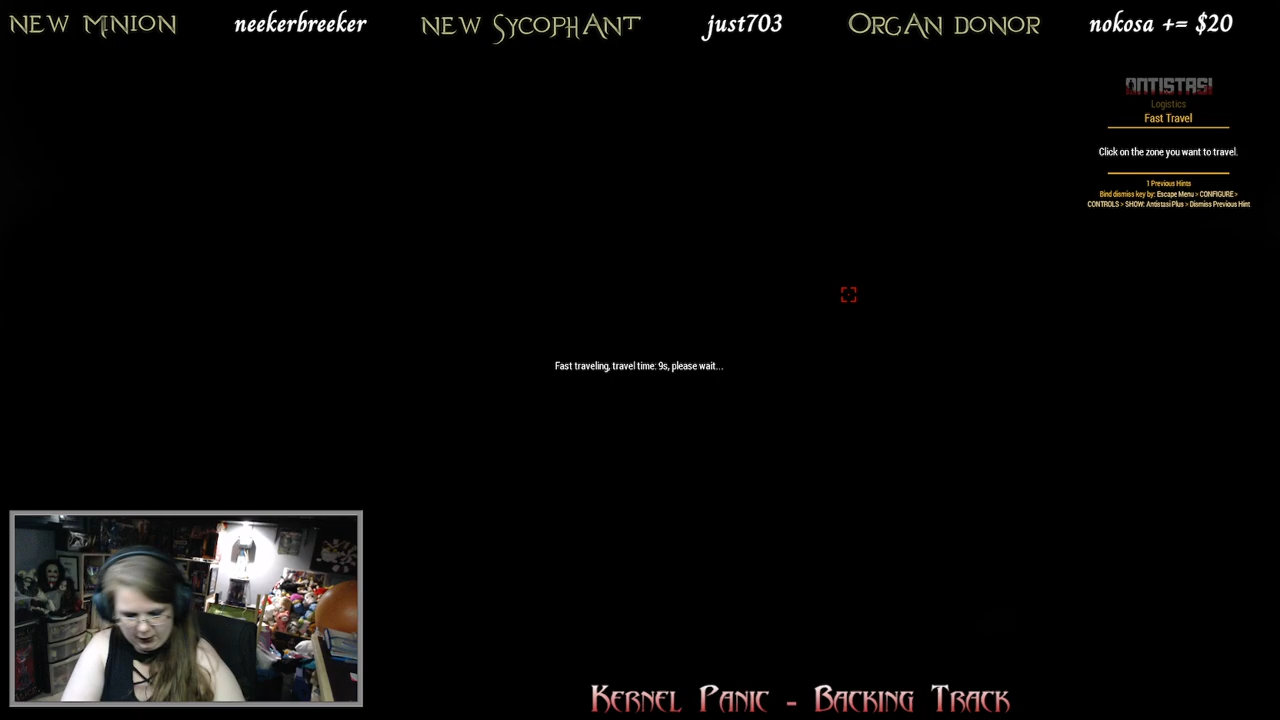 NEW MINION neekerbreeker NEW SYCOPHANT just703 ORGAN DONOR nokosa += $20
ANTISTASI
Logistics
Fast Travel
Click on the zone you want to travel.
1 Previous Hints
Bind dismiss key by: Escape Menu > CONFIGURE >
CONTROLS > SHOW: Antistasi Plus > Dismiss Previous Hint
Fast traveling, travel time: 9s, please wait...
KERNEL PANIC - BACKING TRACK